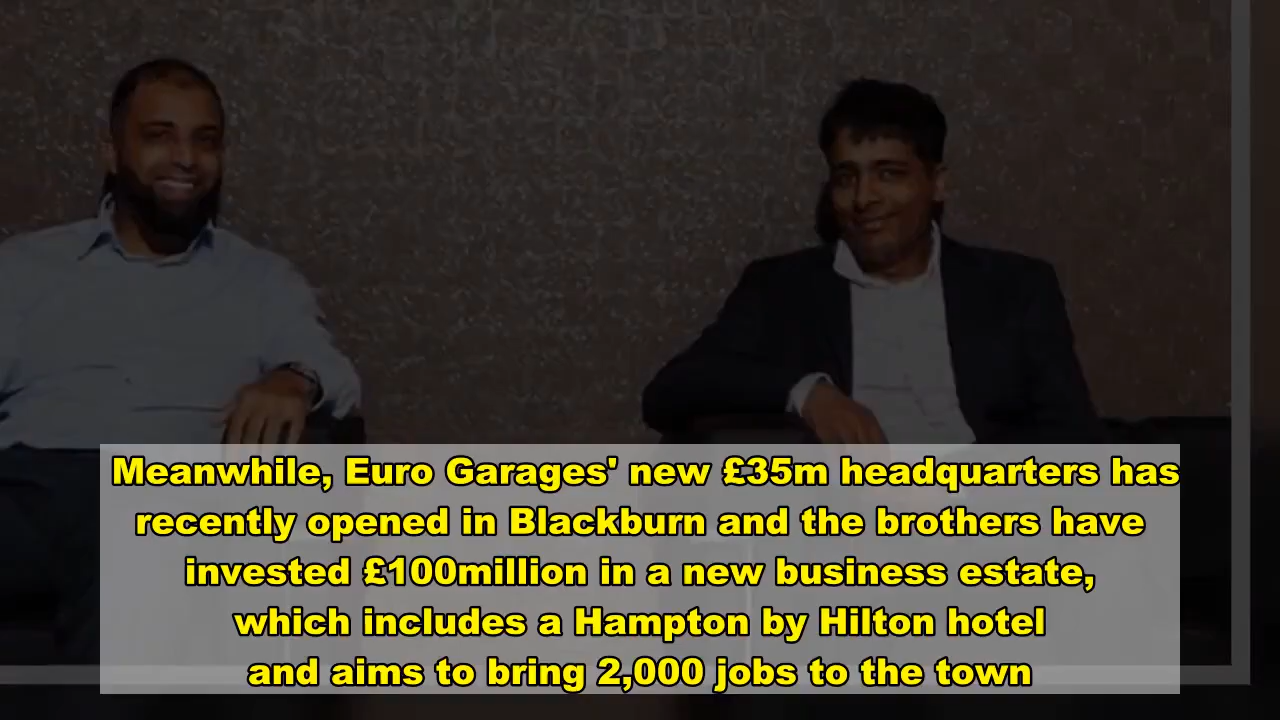 Meanwhile, Euro Garages' new £35m headquarters has
recently opened in Blackburn and the brothers have
invested £100million in a new business estate,
which includes a Hampton by Hilton hotel
and aims to bring 2,000 jobs to the town